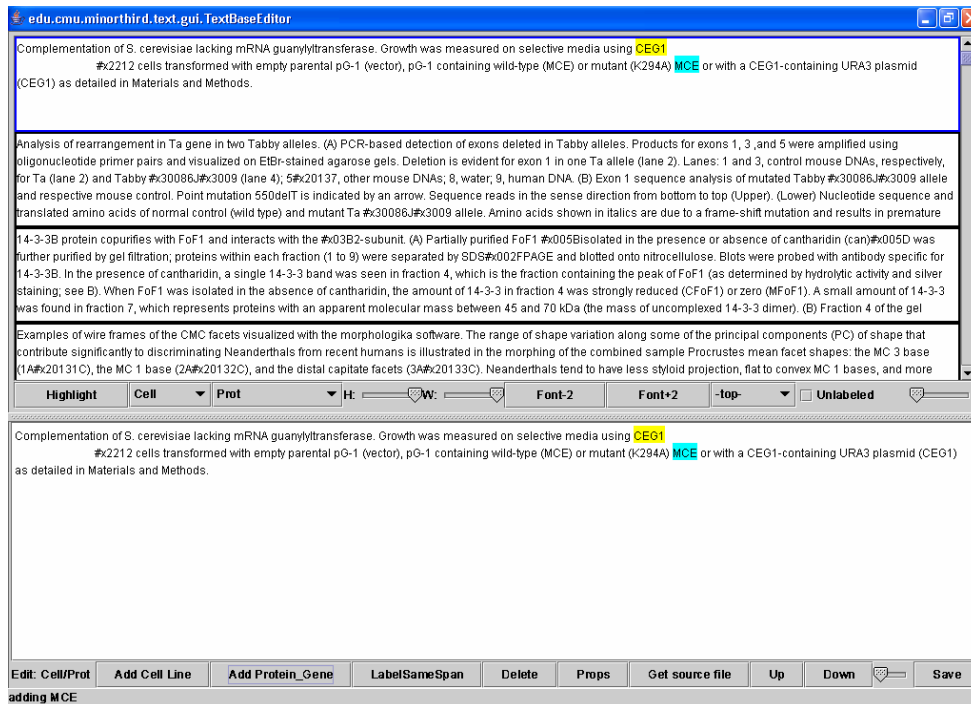 edu.cmu.minorthird.text.gui.TextBaseEditor
Complementation of S. cerevisiae lacking mRNA guanylyltransferase. Growth was measured on selective media using CEG1
#x2212 cells transformed with empty parental pG-1 (vector), pG-1 containing wild-type (MCE) or mutant (K294A) MCE or with a CEG1-containing URA3 plasmid
(CEG1) as detailed in Materials and Methods.
Analysis of rearrangement in Ta gene in two Tabby alleles. (A) PCR-based detection of exons deleted in Tabby alleles. Products for exons 1, 3 ,and 5 were amplified using
oligonucleotide primer pairs and visualized on EtBr-stained agarose gels. Deletion is evident for exon 1 in one Ta allele (lane 2). Lanes: 1 and 3, control mouse DNAs, respectively,
for Ta (lane 2) and Tabby #x30086J#x3009 (lane 4); 5#x20137, other mouse DNAs; 8, water; 9, human DNA. (B) Exon 1 sequence analysis of mutated Tabby #x30086J#x3009 allele
and respective mouse control. Point mutation 550delT is indicated by an arrow. Sequence reads in the sense direction from bottom to top (Upper). (Lower) Nucleotide sequence and
translated amino acids of normal control (wild type) and mutant Ta #x30086J#x3009 allele. Amino acids shown in italics are due to a frame-shift mutation and results in premature
14-3-3B protein copurifies with FoF1 and interacts with the #x03B2-subunit. (A) Partially purified FoF1 #x005Bisolated in the presence or absence of cantharidin (can)#x005D was
further purified by gel filtration; proteins within each fraction (1 to 9) were separated by SDS#x002FPAGE and blotted onto nitrocellulose. Blots were probed with antibody specific for
14-3-3B. In the presence of cantharidin, a single 14-3-3 band was seen in fraction 4, which is the fraction containing the peak of FoF1 (as determined by hydrolytic activity and silver
staining; see B). When FoF1 was isolated in the absence of cantharidin, the amount of 14-3-3 in fraction 4 was strongly reduced (CFoF1) or zero (MFoF1). A small amount of 14-3-3
was found in fraction 7, which represents proteins with an apparent molecular mass between 45 and 70 kDa (the mass of uncomplexed 14-3-3 dimer). (B) Fraction 4 of the gel
Examples of wire frames of the CMC facets visualized with the morphologika software. The range of shape variation along some of the principal components (PC) of shape that
contribute significantly to discriminating Neanderthals from recent humans is illustrated in the morphing of the combined sample Procrustes mean facet shapes: the MC 3 base
(1A#x20131C), the MC 1 base (2A#x20132C), and the distal capitate facets (3A#x20133C). Neanderthals tend to have less styloid projection, flat to convex MC 1 bases, and more
Highlight Cell Prot H: W: Font-2 Font+2 -top- Unlabeled
Complementation of S. cerevisiae lacking mRNA guanylyltransferase. Growth was measured on selective media using CEG1
#x2212 cells transformed with empty parental pG-1 (vector), pG-1 containing wild-type (MCE) or mutant (K294A) MCE or with a CEG1-containing URA3 plasmid (CEG1)
as detailed in Materials and Methods.
Edit: Cell/Prot Add Cell Line Add Protein_Gene LabelSameSpan Delete Props Get source file Up Down Save
adding MCE